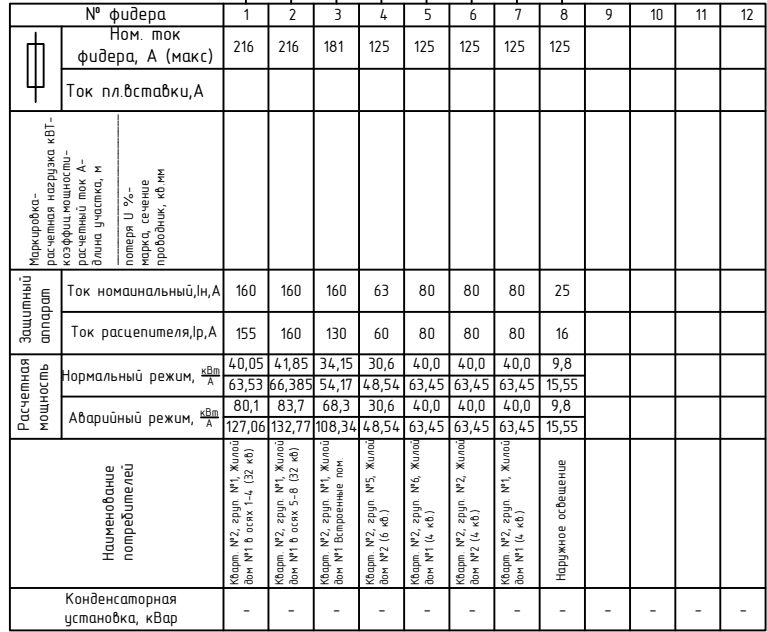 № фидера 1 2 3 4 5 6 7 8 9 10 11 12
Ном. ток
фидера, А (макс) 216 216 181 125 125 125 125 125
Ток пл.вставки,А
Маркировка-
расчетная нагрузка кВТ-
коэффиц.мощности-
расчетный ток А-
длина участка, м
потеря U %-
марка, сечение
проводник, кв.мм
Защитный
аппарат
Ток номаинальный,Iн,А 160 160 160 63 80 80 80 25
Ток расцепителя,Iр,А 155 160 130 60 80 80 80 16
Расчетная
мощность
Нормальный режим, кВт/А
40,05 41,85 34,15 30,6 40,0 40,0 40,0 9,8
63,53 66,385 54,17 48,54 63,45 63,45 63,45 15,55
Аварийный режим, кВт/А
80,1 83,7 68,3 30,6 40,0 40,0 40,0 9,8
127,06 132,77 108,34 48,54 63,45 63,45 63,45 15,55
Наименование
потребителей
Кварт. №2, груп. №1, Жилой
дом №1 в осях 1-4 (32 кв)
Кварт. №2, груп. №1, Жилой
дом №1 в осях 5-8 (32 кв)
Кварт. №2, груп. №1, Жилой
дом №1 Встроенные пом.
Кварт. №2, груп. №5, Жилой
дом №2 (6 кв.)
Кварт. №2, груп. №6, Жилой
дом №1 (4 кв.)
Кварт. №2, груп. №2, Жилой
дом №2 (4 кв.)
Кварт. №2, груп. №1, Жилой
дом №1 (4 кв.)
Наружное освещение
Конденсаторная
установка, кВар - - - - - - - - - - - -